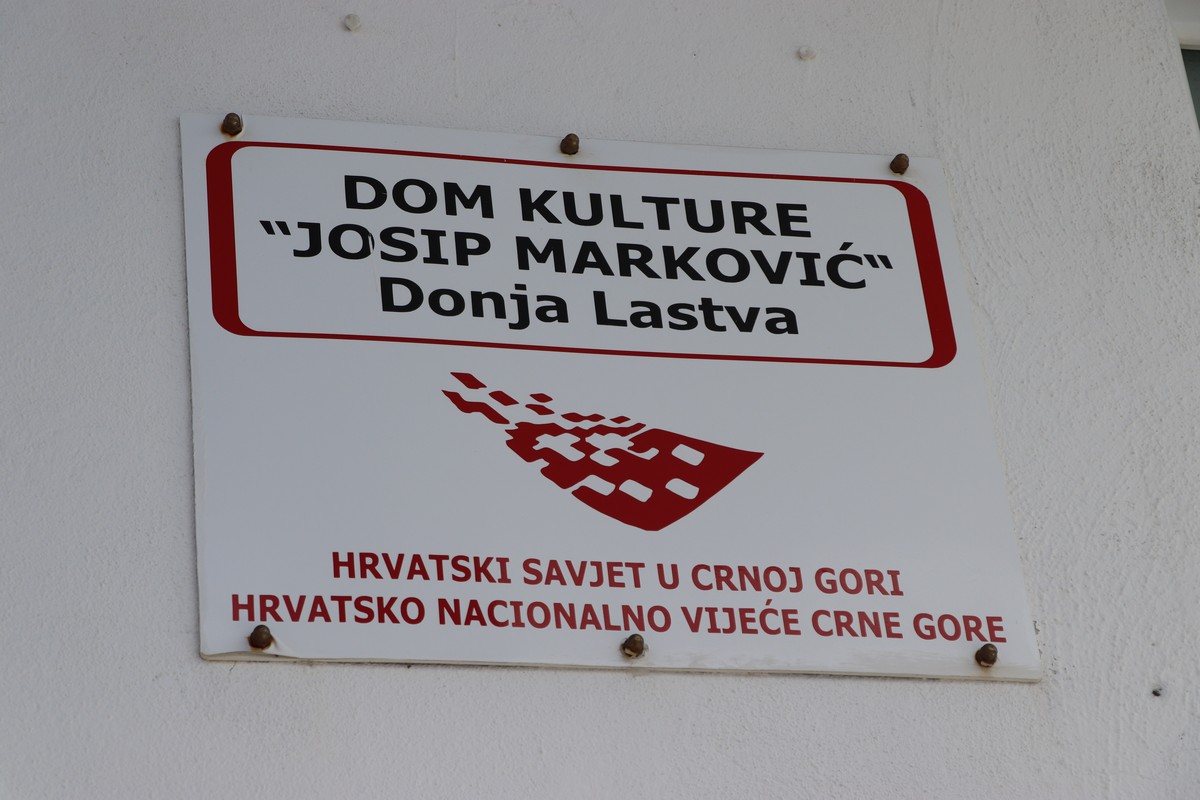 DOM KULTURE
"JOSIP MARKOVIĆ"
Donja Lastva
HRVATSKI SAVJET U CRNOJ GORI
HRVATSKO NACIONALNO VIJEĆE CRNE GORE